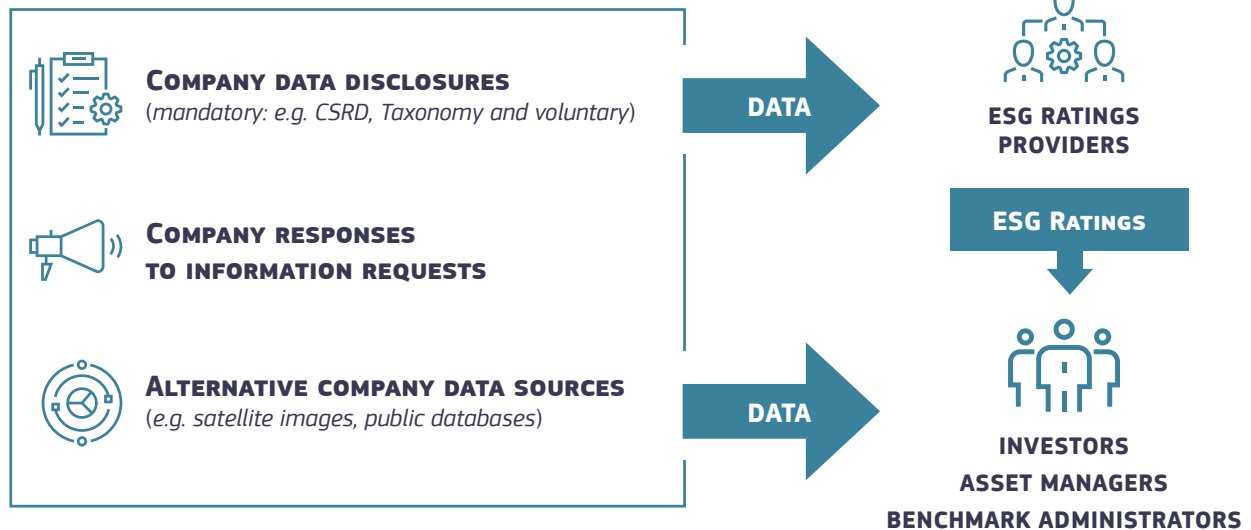 COMPANY DATA DISCLOSURES
(mandatory: e.g. CSRD, Taxonomy and voluntary)
COMPANY RESPONSES
TO INFORMATION REQUESTS
ALTERNATIVE COMPANY DATA SOURCES
(e.g. satellite images, public databases)
DATA
DATA
ESG RATINGS
PROVIDERS
ESG RATINGS
INVESTORS
ASSET MANAGERS
BENCHMARK ADMINISTRATORS